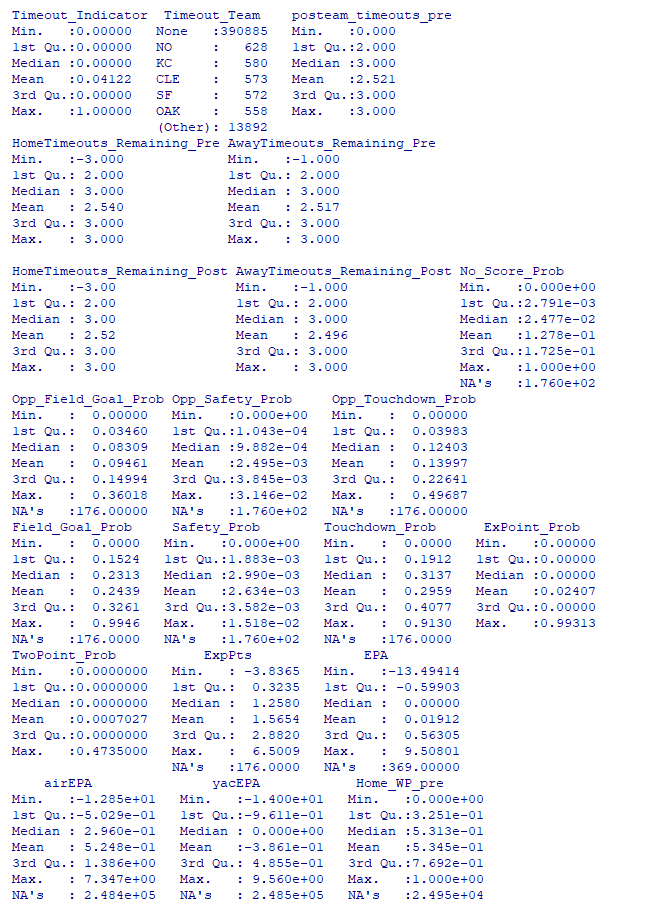 Timeout_Indicator  Timeout_Team    posteam_timeouts_pre
Min.   :0.00000   None   :390885   Min.   :0.000
1st Qu.:0.00000   NO     :   628   1st Qu.:2.000
Median :0.00000   KC     :   580   Median :3.000
Mean   :0.04122   CLE    :   573   Mean   :2.521
3rd Qu.:0.00000   SF     :   572   3rd Qu.:3.000
Max.   :1.00000   OAK    :   558   Max.   :3.000
(Other): 13892
HomeTimeouts_Remaining_Pre AwayTimeouts_Remaining_Pre
Min.   :-3.000             Min.   :-1.000
1st Qu.: 2.000             1st Qu.: 2.000
Median : 3.000             Median : 3.000
Mean   : 2.540             Mean   : 2.517
3rd Qu.: 3.000             3rd Qu.: 3.000
Max.   : 3.000             Max.   : 3.000
HomeTimeouts_Remaining_Post AwayTimeouts_Remaining_Post No_Score_Prob
Min.   :-3.00               Min.   :-1.000              Min.   :0.000e+00
1st Qu.: 2.00               1st Qu.: 2.000              1st Qu.:2.791e-03
Median : 3.00               Median : 3.000              Median :2.477e-02
Mean   : 2.52               Mean   : 2.496              Mean   :1.278e-01
3rd Qu.: 3.00               3rd Qu.: 3.000              3rd Qu.:1.725e-01
Max.   : 3.00               Max.   : 3.000              Max.   :1.000e+00
NA's   :1.760e+02
Opp_Field_Goal_Prob Opp_Safety_Prob     Opp_Touchdown_Prob
Min.   :  0.00000   Min.   :0.000e+00   Min.   :  0.00000
1st Qu.:  0.03460   1st Qu.:1.043e-04   1st Qu.:  0.03983
Median :  0.08309   Median :9.882e-04   Median :  0.12403
Mean   :  0.09461   Mean   :2.495e-03   Mean   :  0.13997
3rd Qu.:  0.14994   3rd Qu.:3.845e-03   3rd Qu.:  0.22641
Max.   :  0.36018   Max.   :3.146e-02   Max.   :  0.49687
NA's   :176.00000   NA's   :1.760e+02   NA's   :176.00000
Field_Goal_Prob     Safety_Prob        Touchdown_Prob      ExPoint_Prob
Min.   :  0.0000   Min.   :0.000e+00   Min.   :  0.0000   Min.   :0.00000
1st Qu.:  0.1524   1st Qu.:1.883e-03   1st Qu.:  0.1912   1st Qu.:0.00000
Median :  0.2313   Median :2.990e-03   Median :  0.3137   Median :0.00000
Mean   :  0.2439   Mean   :2.634e-03   Mean   :  0.2959   Mean   :0.02407
3rd Qu.:  0.3261   3rd Qu.:3.582e-03   3rd Qu.:  0.4077   3rd Qu.:0.00000
Max.   :  0.9946   Max.   :1.518e-02   Max.   :  0.9130   Max.   :0.99313
NA's   :176.0000   NA's   :1.760e+02   NA's   :176.0000
TwoPoint_Prob           ExpPts              EPA
Min.   :0.0000000   Min.   : -3.8365   Min.   :-13.49414
1st Qu.:0.0000000   1st Qu.:  0.3235   1st Qu.: -0.59903
Median :0.0000000   Median :  1.2580   Median :  0.00000
Mean   :0.0007027   Mean   :  1.5654   Mean   :  0.01912
3rd Qu.:0.0000000   3rd Qu.:  2.8820   3rd Qu.:  0.56305
Max.   :0.4735000   Max.   :  6.5009   Max.   :  9.50801
NA's   :176.0000   NA's   :369.00000
airEPA               yacEPA            Home_WP_pre
Min.   :-1.285e+01   Min.   :-1.400e+01   Min.   :0.000e+00
1st Qu.:-5.029e-01   1st Qu.:-9.611e-01   1st Qu.:3.251e-01
Median : 2.960e-01   Median : 0.000e+00   Median :5.313e-01
Mean   : 5.248e-01   Mean   :-3.861e-01   Mean   :5.345e-01
3rd Qu.: 1.386e+00   3rd Qu.: 4.855e-01   3rd Qu.:7.692e-01
Max.   : 7.347e+00   Max.   : 9.560e+00   Max.   :1.000e+00
NA's   : 2.484e+05   NA's   : 2.485e+05   NA's   :2.495e+04